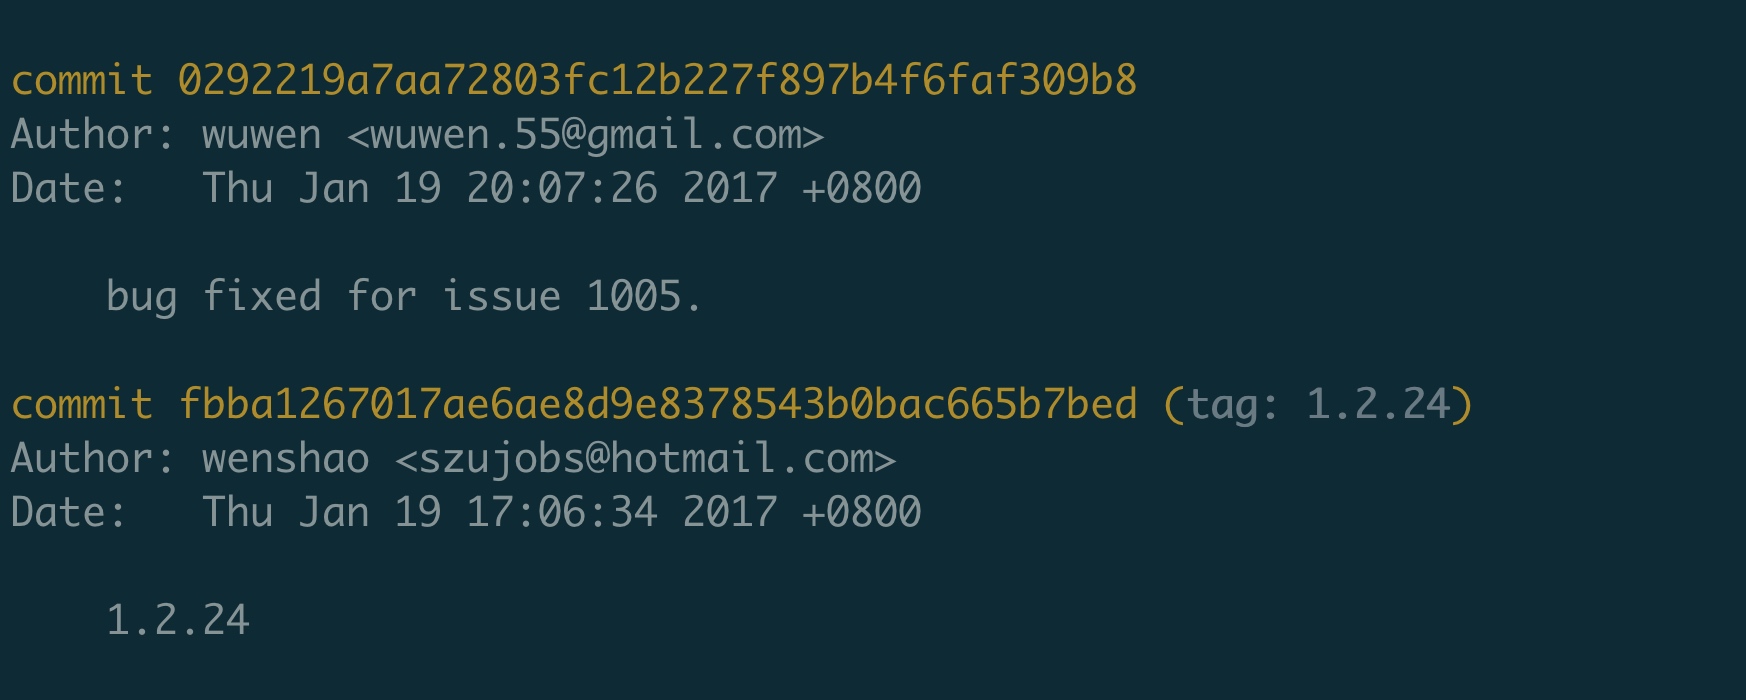 commit 0292219a7aa72803fc12b227f897b4f6faf309b8
Author: wuwen <wuwen.55@gmail.com>
Date:   Thu Jan 19 20:07:26 2017 +0800
    bug fixed for issue 1005.
commit fbba1267017ae6ae8d9e8378543b0bac665b7bed (tag: 1.2.24)
Author: wenshao <szujobs@hotmail.com>
Date:   Thu Jan 19 17:06:34 2017 +0800
    1.2.24